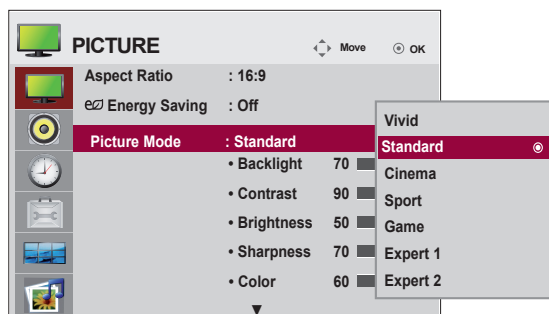 PICTURE
Move
OK
Aspect Ratio : 16:9
Energy Saving : Off
Picture Mode : Standard
• Backlight 70
• Contrast 90
• Brightness 50
• Sharpness 70
• Color 60
Vivid
Standard
Cinema
Sport
Game
Expert 1
Expert 2